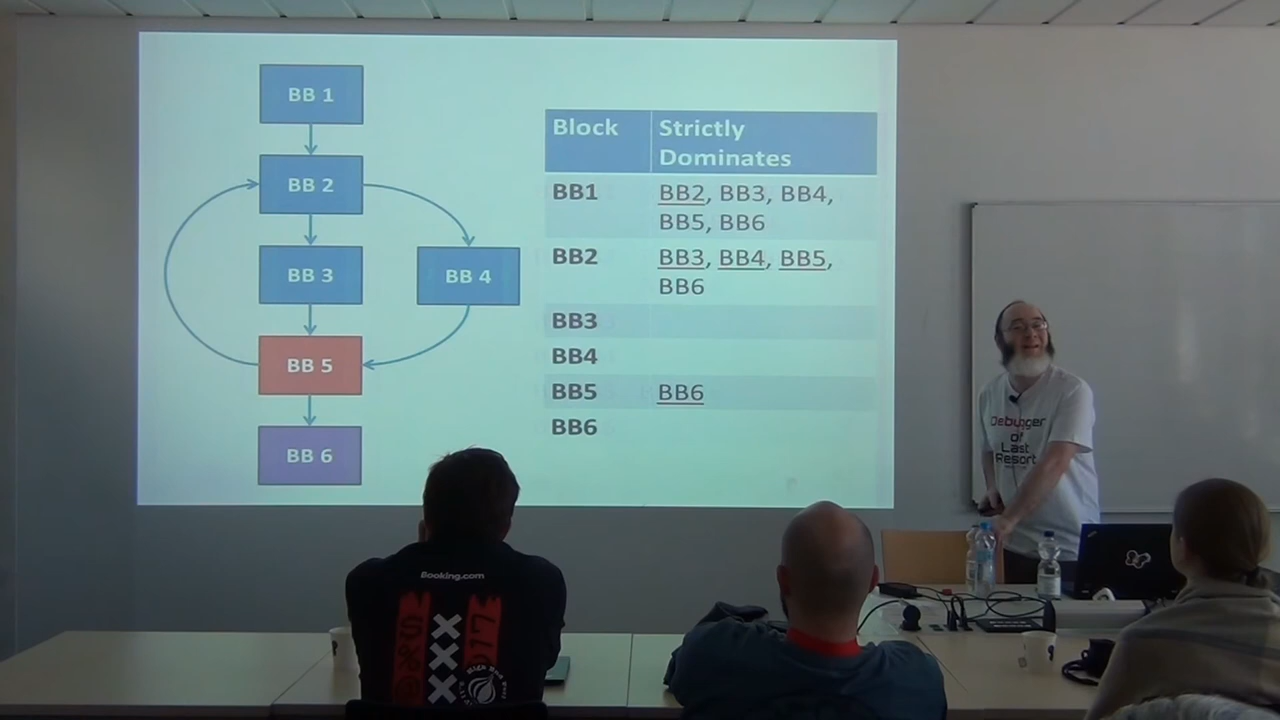 BB 1
BB 2
BB 3
BB 4
BB 5
BB 6
Block Strictly
Dominates
BB1 BB2, BB3, BB4,
BB5, BB6
BB2 BB3, BB4, BB5,
BB6
BB3
BB4
BB5 BB6
BB6
Debugger
of
Last
Resort
Booking.com